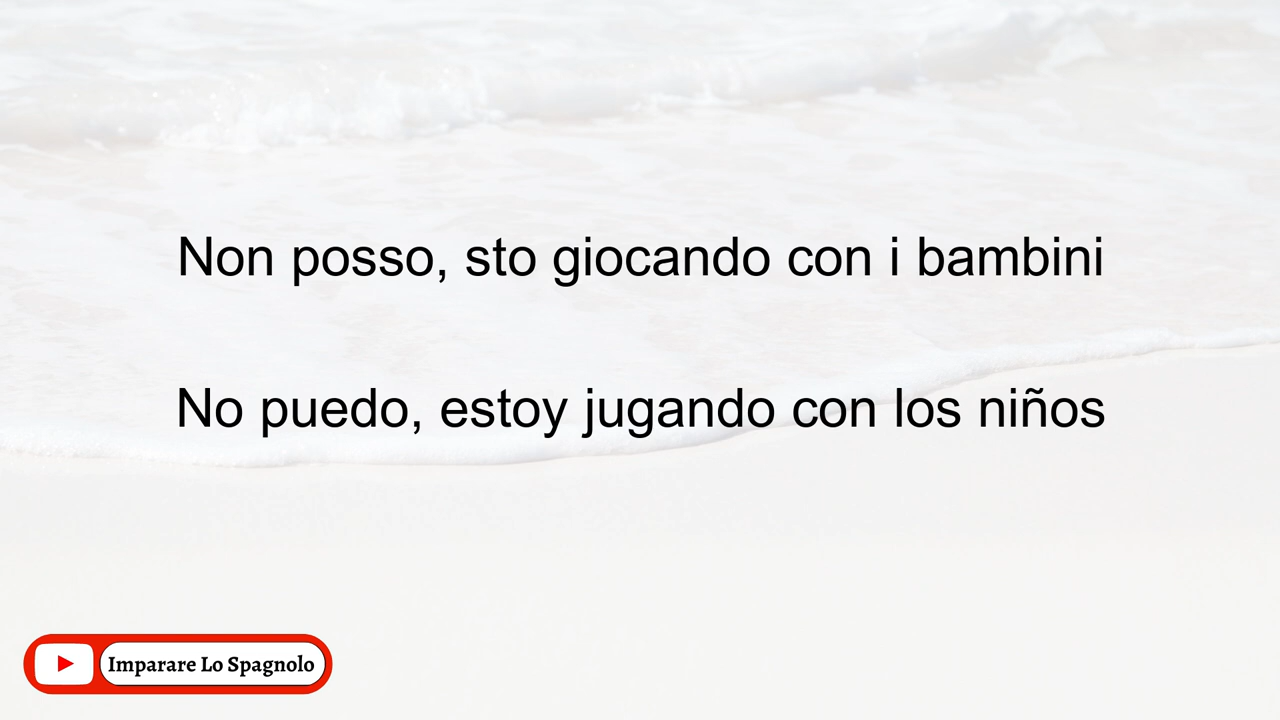 Non posso, sto giocando con i bambini
No puedo, estoy jugando con los niños
Imparare Lo Spagnolo